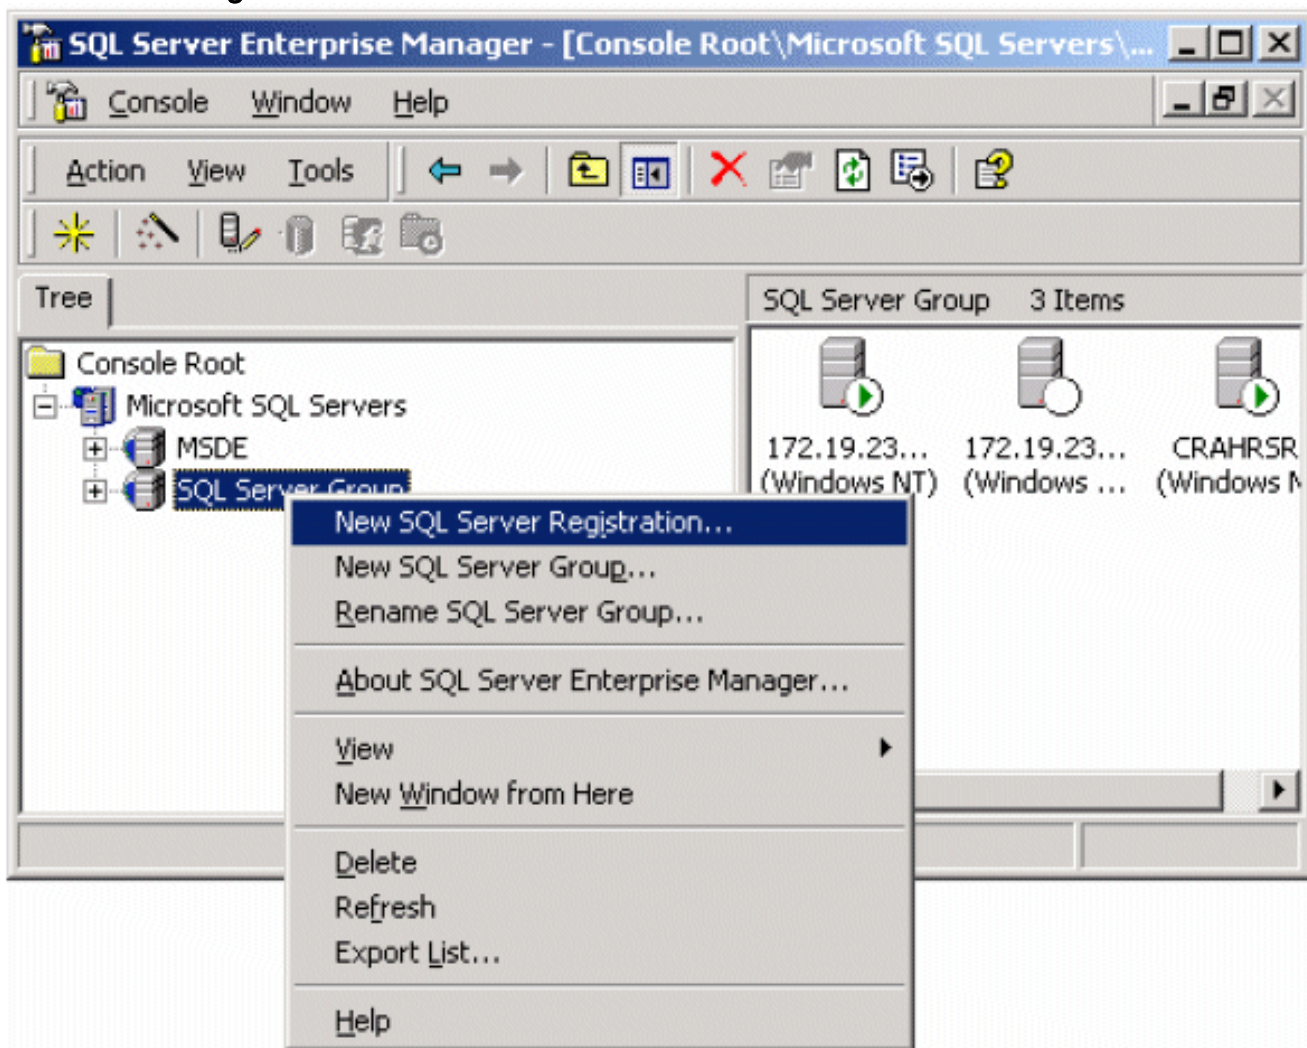 SQL Server Enterprise Manager - [Console Root\Microsoft SQL Servers\...
Console Window Help
Action View Tools
Tree
SQL Server Group 3 Items
Console Root
Microsoft SQL Servers
MSDE
SQL Server Group
172.19.23... 172.19.23... CRAHRSR
(Windows NT) (Windows ... (Windows N
New SQL Server Registration...
New SQL Server Group...
Rename SQL Server Group...
About SQL Server Enterprise Manager...
View
New Window from Here
Delete
Refresh
Export List...
Help